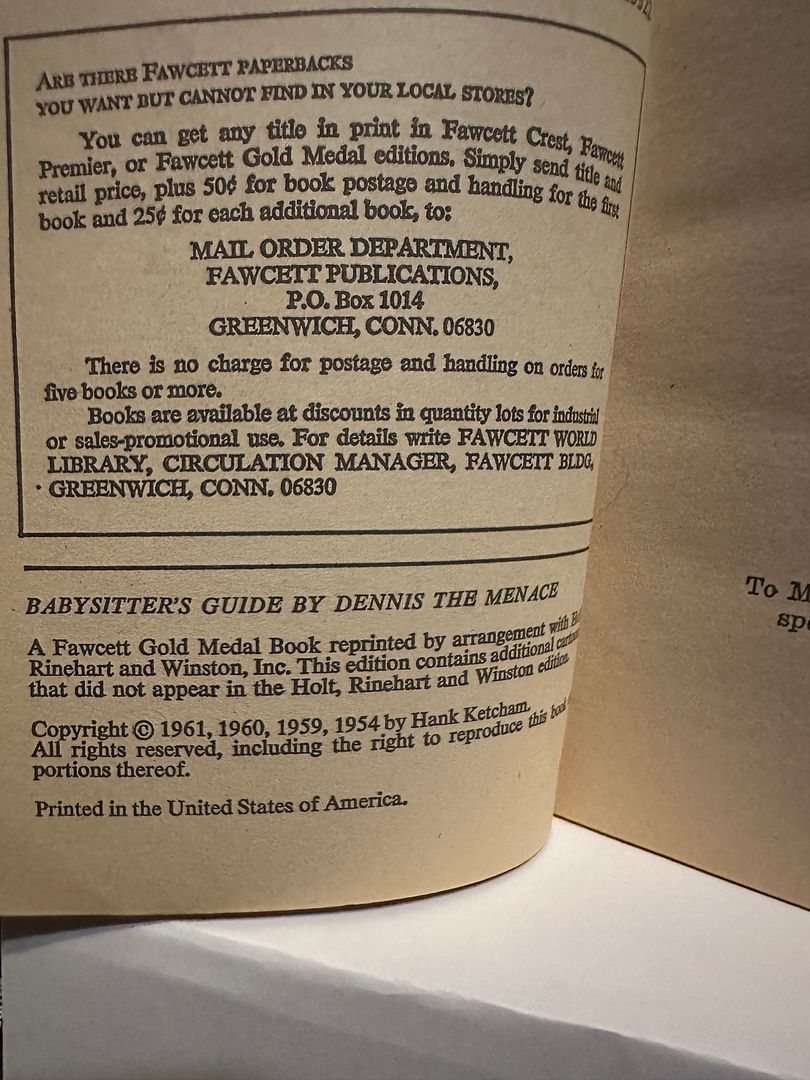 ARE THERE FAWCETT PAPERBACKS
YOU WANT BUT CANNOT FIND IN YOUR LOCAL STORES?
You can get any title in print in Fawcett Crest, Fawcett
Premier, or Fawcett Gold Medal editions. Simply send title and
retail price, plus 50¢ for book postage and handling for the first
book and 25¢ for each additional book, to:
MAIL ORDER DEPARTMENT,
FAWCETT PUBLICATIONS,
P.O. Box 1014
GREENWICH, CONN. 06830
There is no charge for postage and handling on orders for
five books or more.
Books are available at discounts in quantity lots for industrial
or sales-promotional use. For details write FAWCETT WORLD
LIBRARY, CIRCULATION MANAGER, FAWCETT BLDG,
GREENWICH, CONN. 06830
BABYSITTER'S GUIDE BY DENNIS THE MENACE
A Fawcett Gold Medal Book reprinted by arrangement with
Rinehart and Winston, Inc. This edition contains additional
that did not appear in the Holt, Rinehart and Winston edition.
Copyright © 1961, 1960, 1959, 1954 by Hank Ketcham.
All rights reserved, including the right to reproduce this book
portions thereof.
Printed in the United States of America.
To